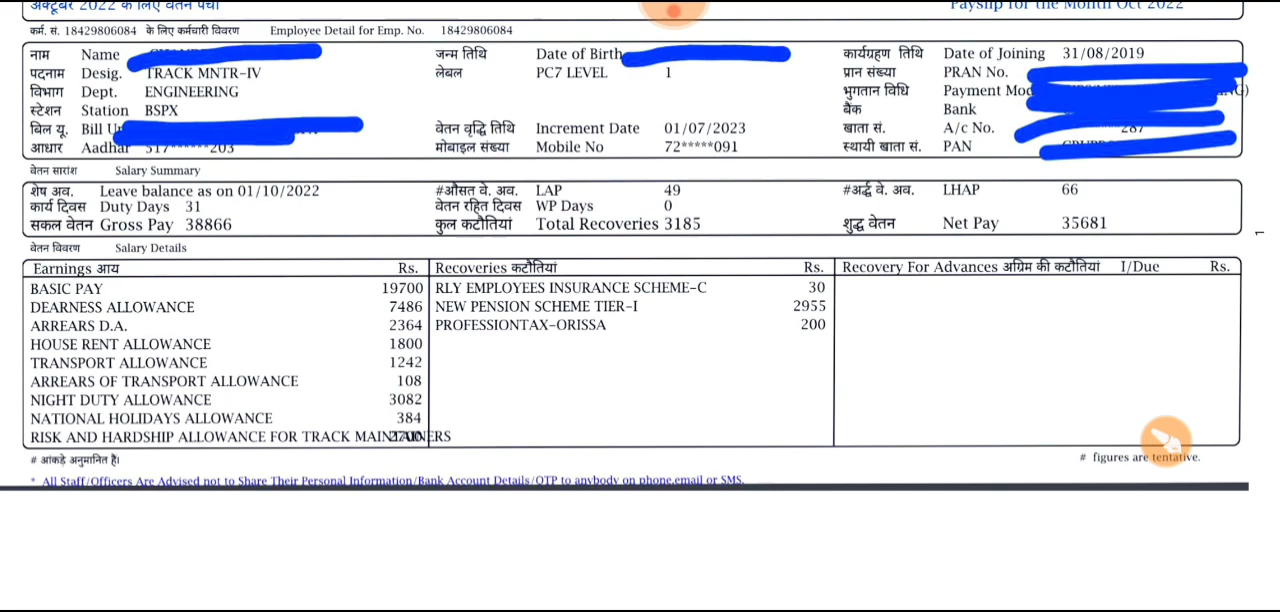 अक्टूबर 2022 के लिए वेतन पर्ची Payslip for the Month Oct 2022
कर्म. सं. 18429806084 के लिए कर्मचारी विवरण Employee Detail for Emp. No. 18429806084
नाम Name जन्म तिथि Date of Birth कार्यग्रहण तिथि Date of Joining 31/08/2019
पदनाम Desig. TRACK MNTR-IV लेबल PC7 LEVEL 1 प्रान संख्या PRAN No.
विभाग Dept. ENGINEERING भुगतान विधि Payment
स्टेशन Station BSPX बैंक Bank
बिल यू. Bill वेतन वृद्धि तिथि Increment Date 01/07/2023 खाता सं. A/c No. 287
आधार Aadhar 517******203 मोबाइल संख्या Mobile No 72*****091 स्थायी खाता सं. PAN
वेतन सारांश Salary Summary
शेष अव. Leave balance as on 01/10/2022 #औसत वे. अव. LAP 49 #अर्द्ध वे. अव. LHAP 66
कार्य दिवस Duty Days 31 वेतन रहित दिवस WP Days 0
सकल वेतन Gross Pay 38866 कुल कटौतियां Total Recoveries 3185 शुद्ध वेतन Net Pay 35681
1
वेतन विवरण Salary Details
Earnings आय Rs. Recoveries कटौतियां Rs. Recovery For Advances अग्रिम की कटौतियां I/Due Rs.
BASIC PAY 19700 RLY EMPLOYEES INSURANCE SCHEME-C 30
DEARNESS ALLOWANCE 7486 NEW PENSION SCHEME TIER-I 2955
ARREARS D.A. 2364 PROFESSIONTAX-ORISSA 200
HOUSE RENT ALLOWANCE 1800
TRANSPORT ALLOWANCE 1242
ARREARS OF TRANSPORT ALLOWANCE 108
NIGHT DUTY ALLOWANCE 3082
NATIONAL HOLIDAYS ALLOWANCE 384
RISK AND HARDSHIP ALLOWANCE FOR TRACK MAINTAINERS 2700
# आंकड़े अनुमानित है। # figures are tentative.
* All Staff/Officers Are Advised not to Share Their Personal Information/Bank Account Details/OTP to anybody on phone,email or SMS.